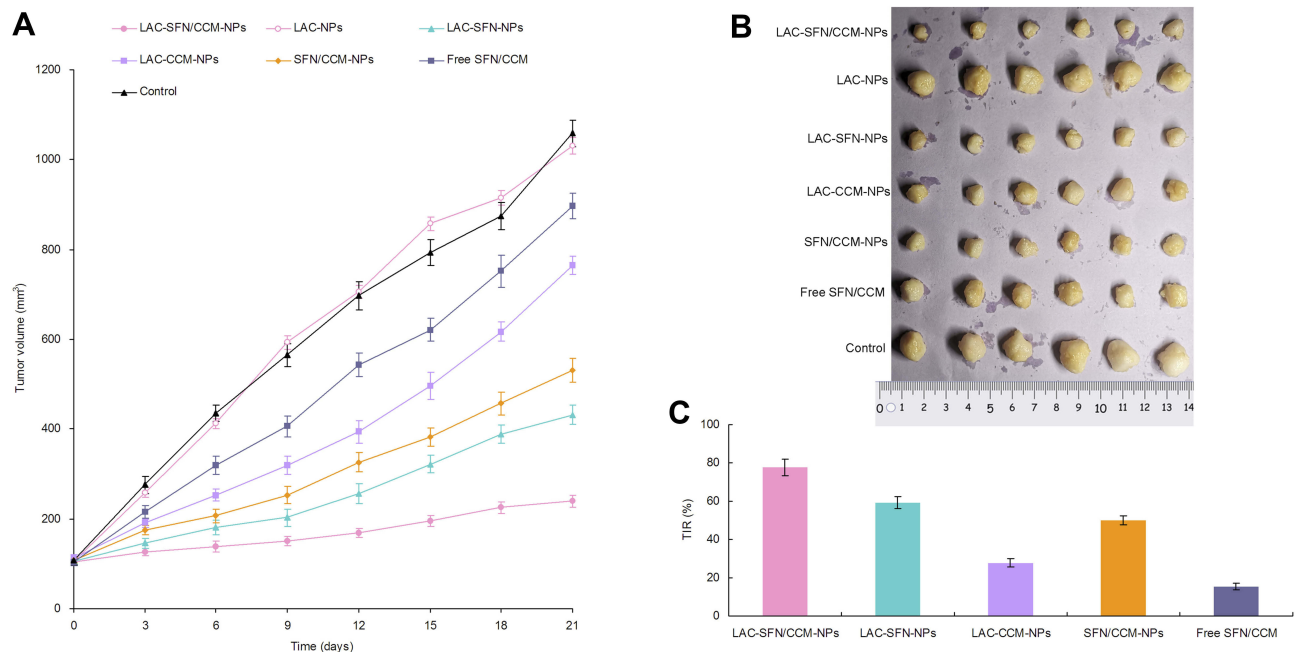 A
LAC-SFN/CCM-NPs LAC-NPs LAC-SFN-NPs
LAC-CCM-NPs SFN/CCM-NPs Free SFN/CCM
Control
1200
1000
800
600
400
200
0
Tumor volume (mm³)
0 3 6 9 12 15 18 21
Time (days)
B
LAC-SFN/CCM-NPs
LAC-NPs
LAC-SFN-NPs
LAC-CCM-NPs
SFN/CCM-NPs
Free SFN/CCM
Control
0 1 2 3 4 5 6 7 8 9 10 11 12 13 14
C
100
80
60
40
20
0
TIR (%)
LAC-SFN/CCM-NPs LAC-SFN-NPs LAC-CCM-NPs SFN/CCM-NPs Free SFN/CCM